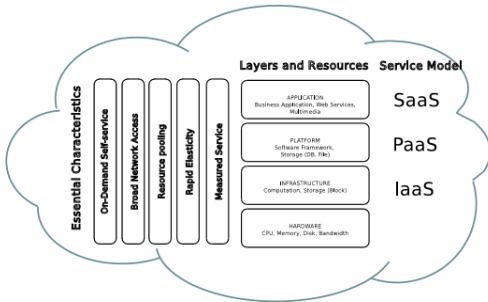 Layers and Resources
Service Model
Essential Characteristics
On-Demand Self-service
Broad Network Access
Resource pooling
Rapid Elasticity
Measured Service
APPLICATION
Business Application, Web Services,
Multimedia
SaaS
PLATFORM
Software Framework,
Storage (DB, File)
PaaS
INFRASTRUCTURE
Computation, Storage (Block)
IaaS
HARDWARE
CPU, Memory, Disk, Bandwidth